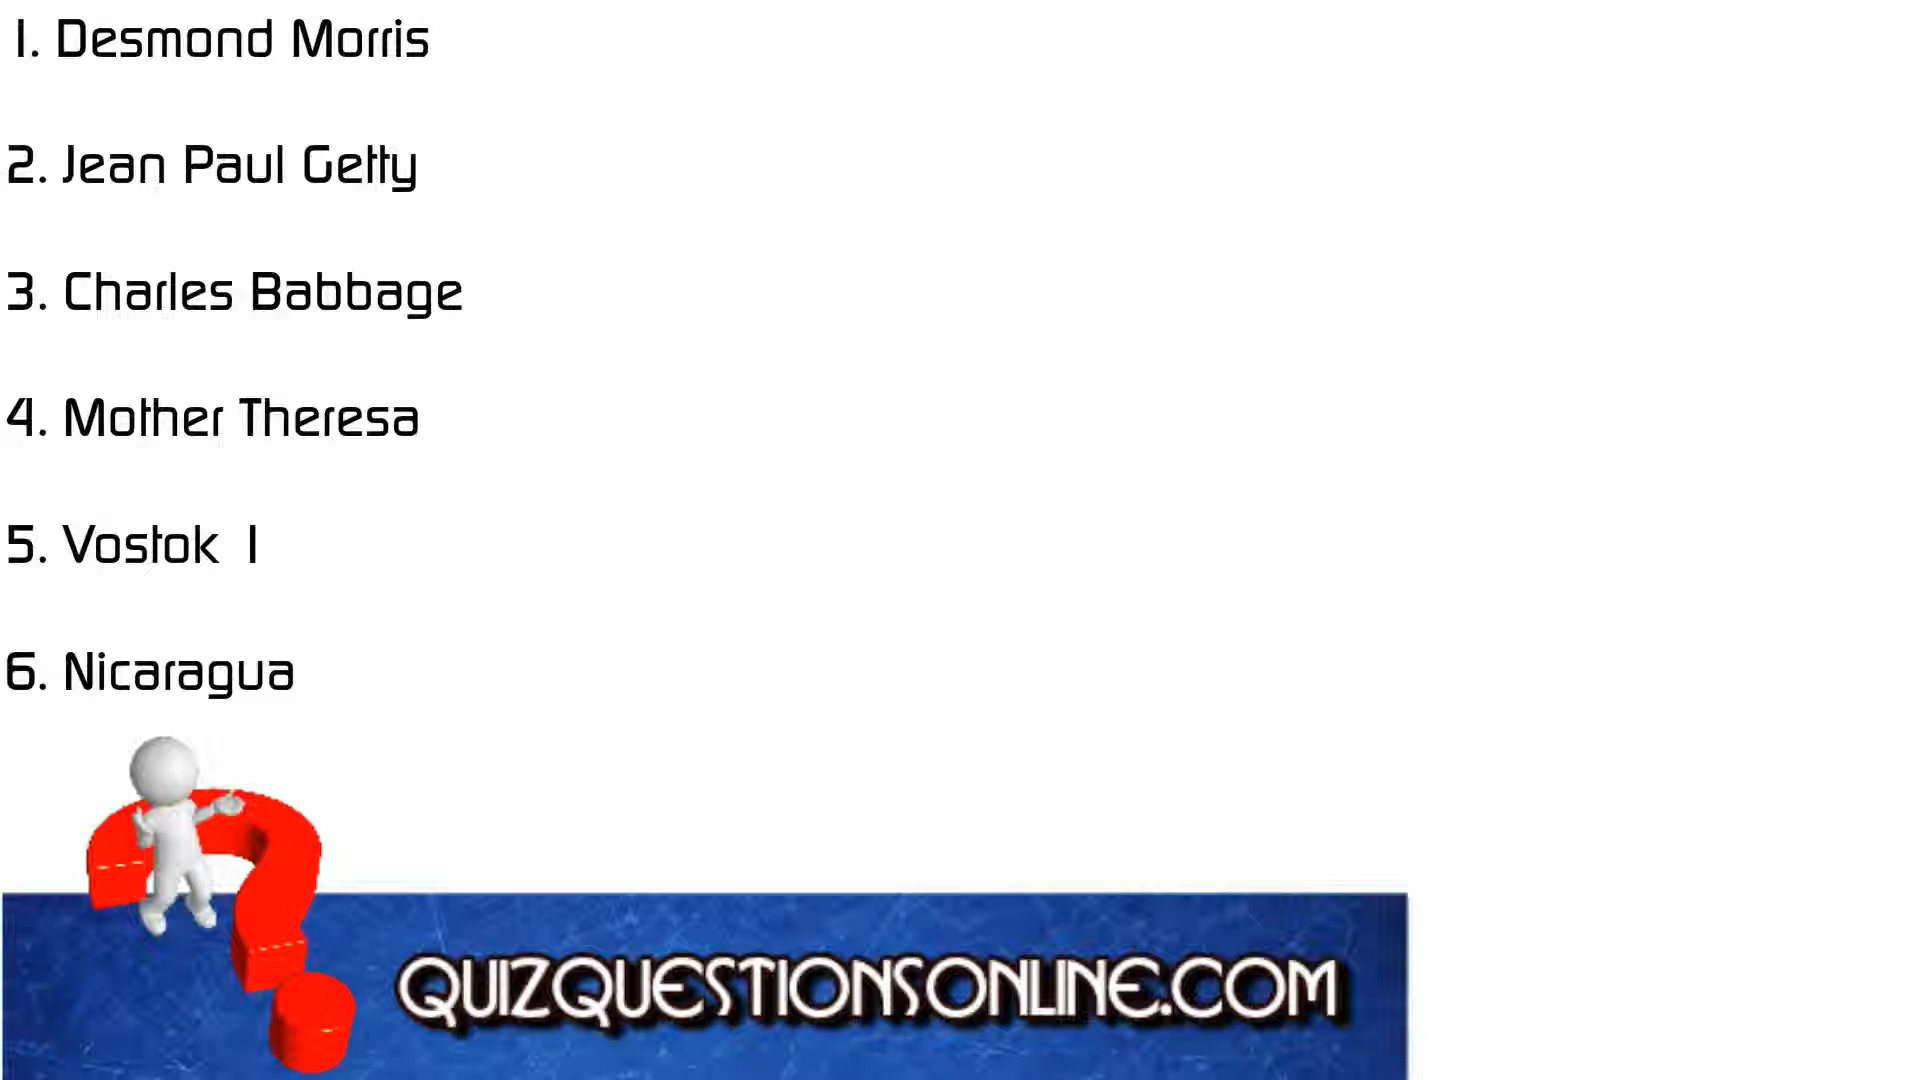 1. Desmond Morris
2. Jean Paul Getty
3. Charles Babbage
4. Mother Theresa
5. Vostok 1
6. Nicaragua
QUIZQUESTIONSONLINE.COM